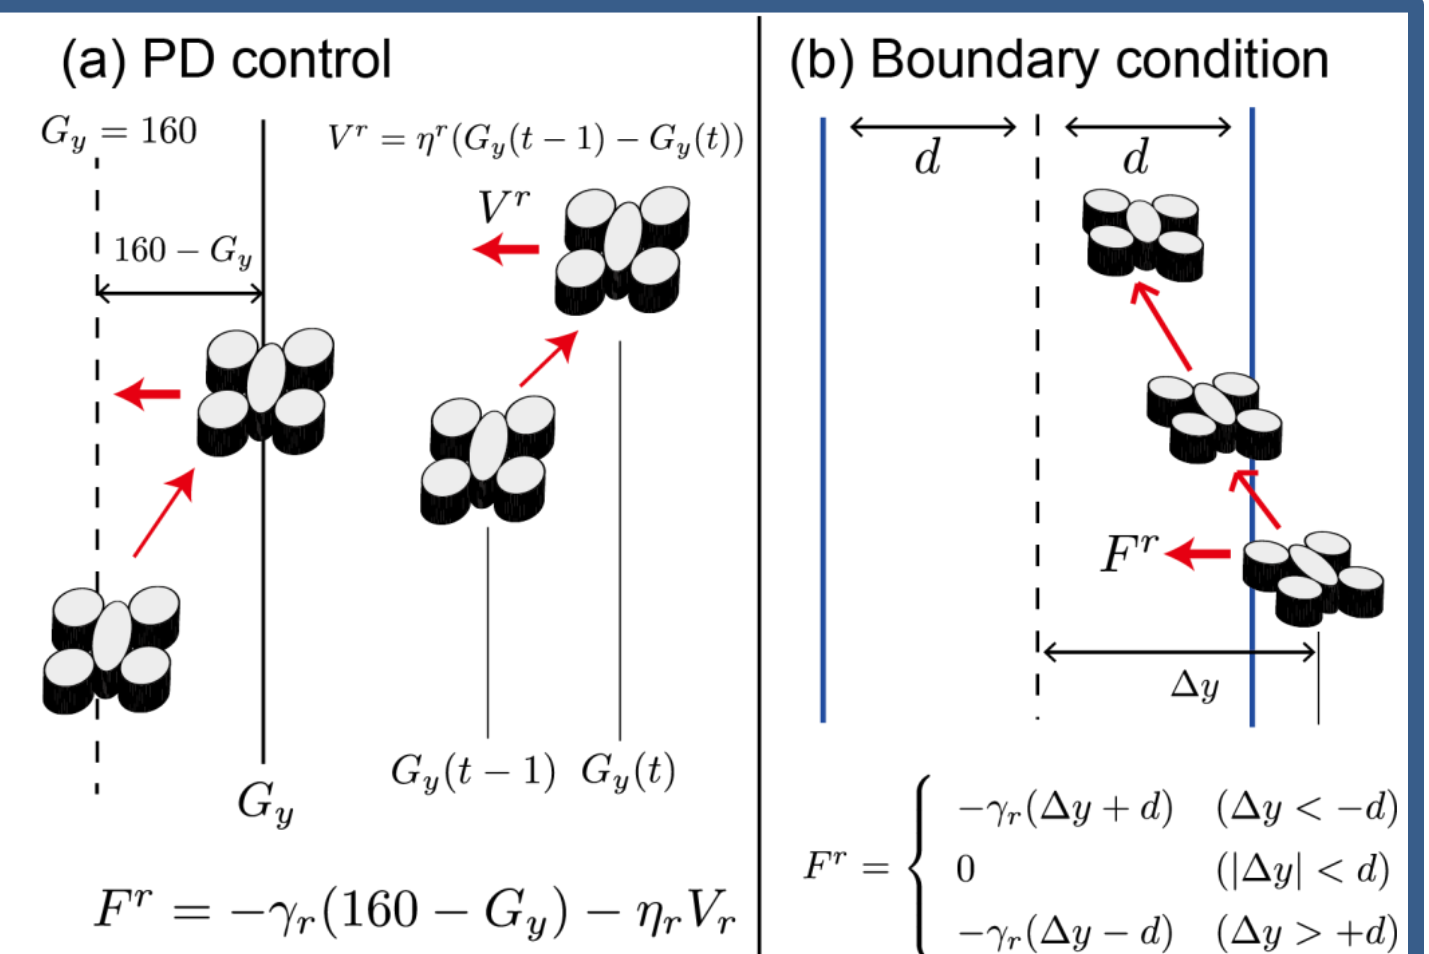 (a) PD control
G_y = 160
V^r = η^r(G_y(t − 1) − G_y(t))
V^r
160 − G_y
G_y(t − 1) G_y(t)
G_y
F^r = −γ_r(160 − G_y) − η_r V_r
(b) Boundary condition
d d
F^r
Δy
F^r = { −γ_r(Δy + d) (Δy < −d)
0 (|Δy| < d)
−γ_r(Δy − d) (Δy > +d)